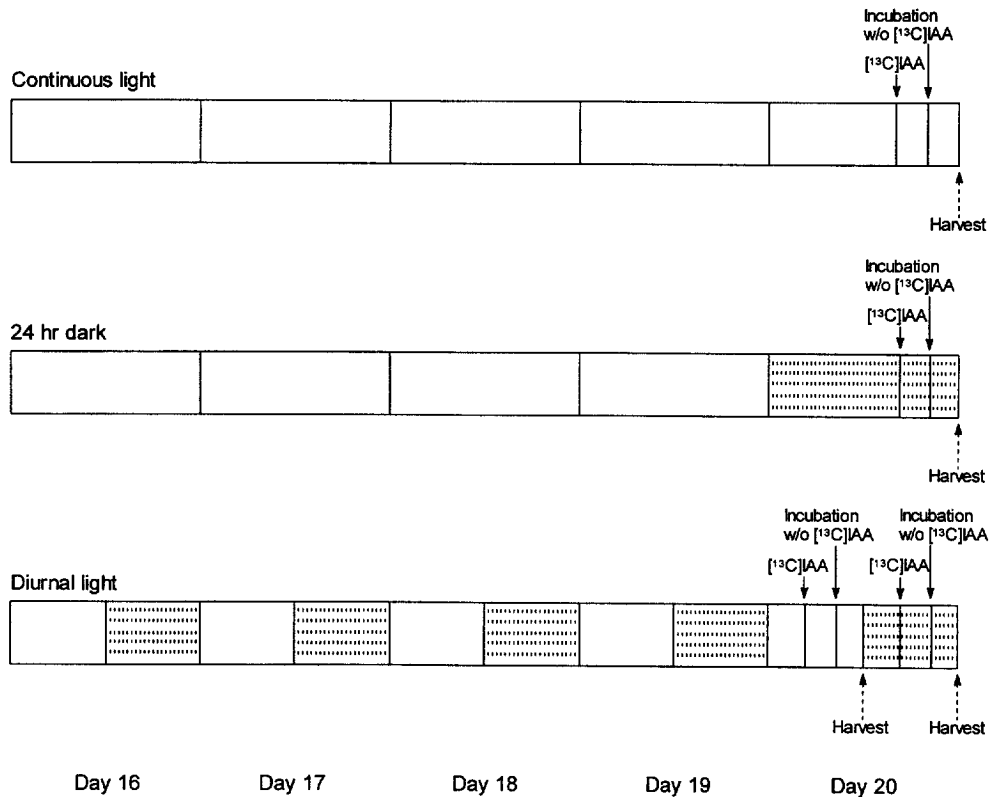 Incubation
w/o [¹³C]IAA
[¹³C]IAA
Continuous light
Harvest
Incubation
w/o [¹³C]IAA
[¹³C]IAA
24 hr dark
Harvest
Incubation
w/o [¹³C]IAA
[¹³C]IAA
Incubation
w/o [¹³C]IAA
[¹³C]IAA
Diurnal light
Harvest
Harvest
Day 16 Day 17 Day 18 Day 19 Day 20